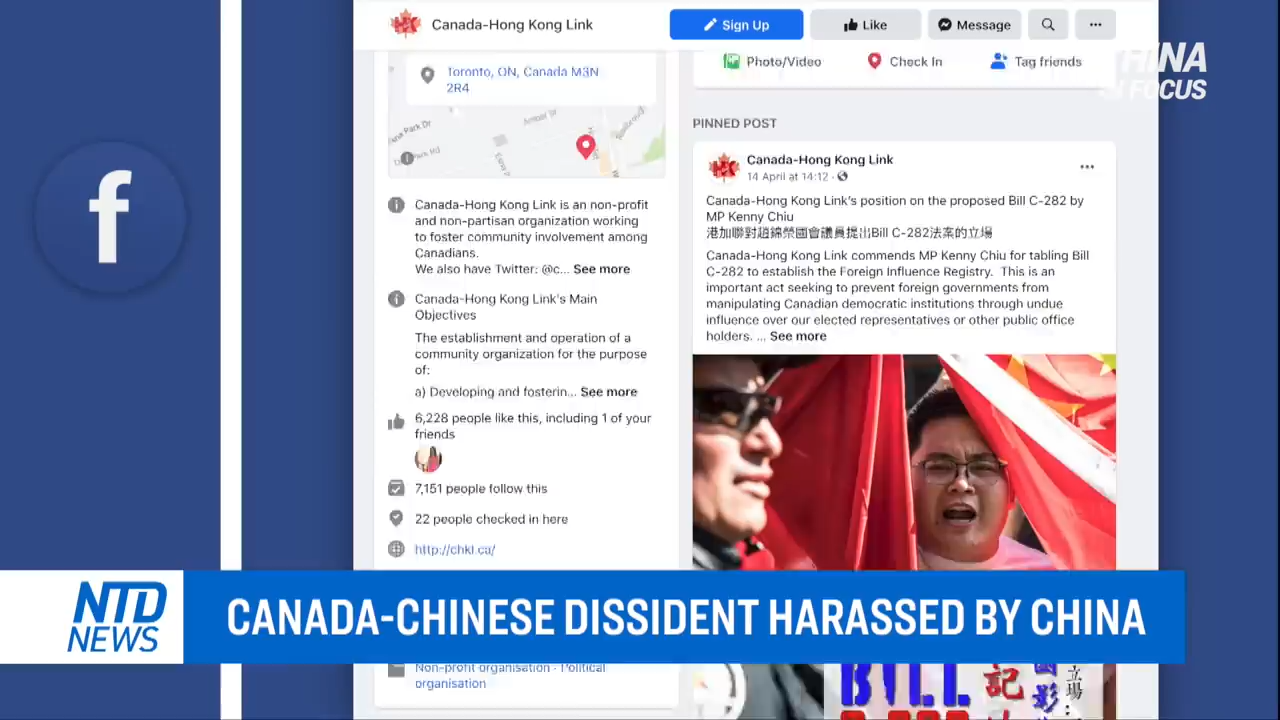 Canada-Hong Kong Link
Sign Up
Like
Message
Toronto, ON, Canada M3N
2R4
Photo/Video
Check In
Tag friends
CHINA
IN FOCUS
PINNED POST
Canada-Hong Kong Link
14 April at 14:12
Canada-Hong Kong Link's position on the proposed Bill C-282 by
MP Kenny Chiu
港加聯對趙錦榮國會議員提出Bill C-282法案的立場
Canada-Hong Kong Link commends MP Kenny Chiu for tabling Bill
C-282 to establish the Foreign Influence Registry. This is an
important act seeking to prevent foreign governments from
manipulating Canadian democratic institutions through undue
influence over our elected representatives or other public office
holders. ... See more
Canada-Hong Kong Link is an non-profit
and non-partisan organization working
to foster community involvement among
Canadians.
We also have Twitter: @c... See more
Canada-Hong Kong Link's Main
Objectives
The establishment and operation of a
community organization for the purpose
of:
a) Developing and fosterin... See more
6,228 people like this, including 1 of your
friends
7,151 people follow this
22 people checked in here
http://chkl.ca/
NTD
NEWS
CANADA-CHINESE DISSIDENT HARASSED BY CHINA
Non-profit organisation · Political
organisation
BILL
記
立場: